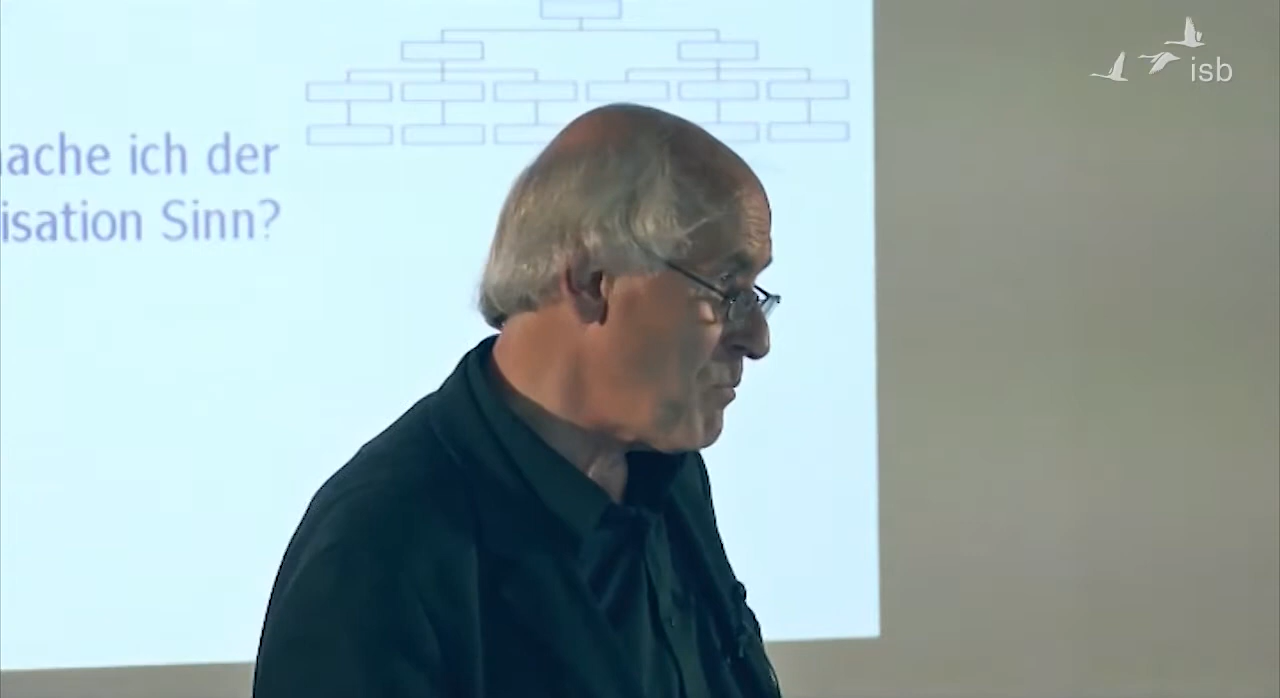 isb
ache ich der
isation Sinn?